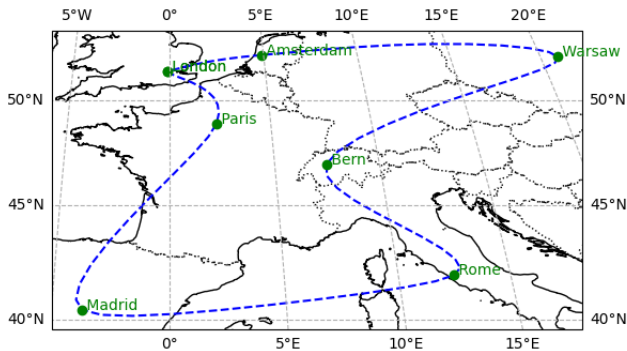 5°W 0° 5°E 10°E 15°E 20°E
Amsterdam Warsaw
London
50°N Paris 50°N
Bern
45°N 45°N
Rome
Madrid
40°N 40°N
0° 5°E 10°E 15°E